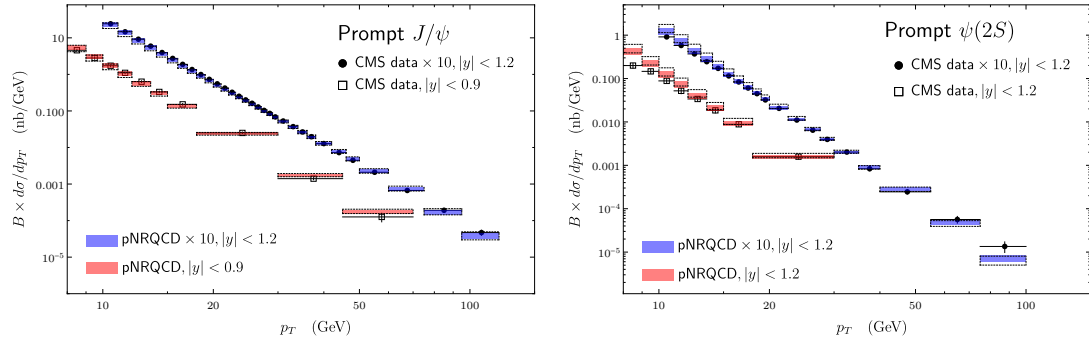 Prompt J/ψ
CMS data × 10, |y| < 1.2
CMS data, |y| < 0.9
10
0.100
0.001
10⁻⁵
B × dσ/dp_T (nb/GeV)
pNRQCD × 10, |y| < 1.2
pNRQCD, |y| < 0.9
10 20 50 100
p_T (GeV)
Prompt ψ(2S)
CMS data × 10, |y| < 1.2
CMS data, |y| < 1.2
1
0.100
0.010
0.001
10⁻⁴
10⁻⁵
B × dσ/dp_T (nb/GeV)
pNRQCD × 10, |y| < 1.2
pNRQCD, |y| < 1.2
10 20 50 100
p_T (GeV)